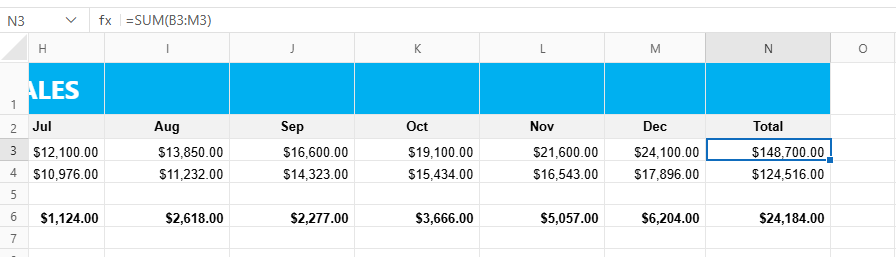 N3 fx =SUM(B3:M3)
H I J K L M N O
1 ALES
2 Jul Aug Sep Oct Nov Dec Total
3 $12,100.00 $13,850.00 $16,600.00 $19,100.00 $21,600.00 $24,100.00 $148,700.00
4 $10,976.00 $11,232.00 $14,323.00 $15,434.00 $16,543.00 $17,896.00 $124,516.00
5
6 $1,124.00 $2,618.00 $2,277.00 $3,666.00 $5,057.00 $6,204.00 $24,184.00
7